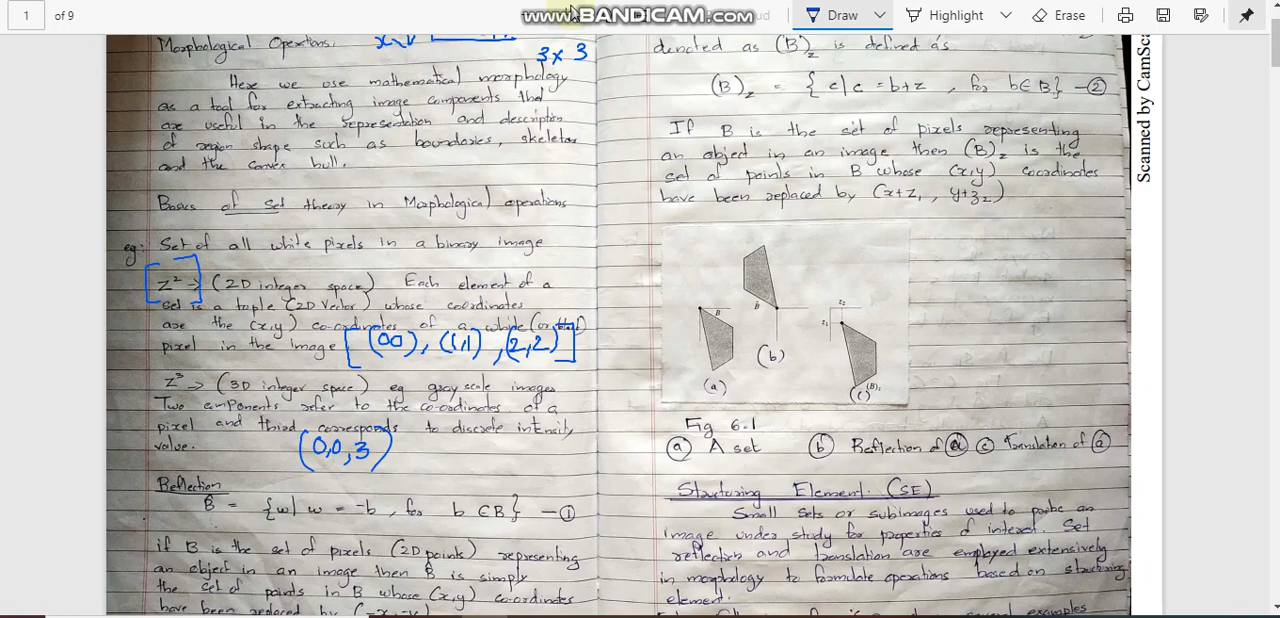 1 of 9
www.BANDICAM.com
Draw
Highlight
Erase
Morphological Operations.
3x3
Here we use mathematical morphology
as a tool for extracting image components that
are useful in the representation and description
of region shape such as boundaries, skeletons
and the convex hull.
Basics of Set theory in Morphological operations
eg: Set of all white pixels in a binary image
Z² → (2D integer space) Each element of a
set is a tuple (2D Vector) whose coordinates
are the (x,y) co-ordinates of a white
pixel in the image [(00), (1,1), (2,2)]
Z³ → (3D integer space) eg gray scale images
Two components refer to the co-ordinates of a
pixel and third corresponds to discrete intensity
value.
(0,0,3)
Reflection
B̂ = {w/w = -b, for b ∈ B} —①
if B is the set of pixels (2D points) representing
an object in an image then B̂ is simply
the set of points in B whose (x,y) co-ordinates
have been replaced by (-x,-y)
denoted as (B)z is defined as
(B)z = {c/c = b+z, for b∈B} —②
If B is the set of pixels representing
an object in an image then (B)z is the
set of points in B whose (x,y) coordinates
have been replaced by (x+z₁, y+z₂)
B
B̂
z₂
z₁
(a)
(b)
(B)z
(c)
Fig 6.1
ⓐ A set ⓑ Reflection of ⓐ ⓒ Translation of ⓐ
Structuring Element. (SE)
Small sets or subimages used to probe an
image under study for properties of interest. Set
reflection and translation are employed extensively
in morphology to formulate operations based on structuring
element.
several examples
Scanned by CamSca